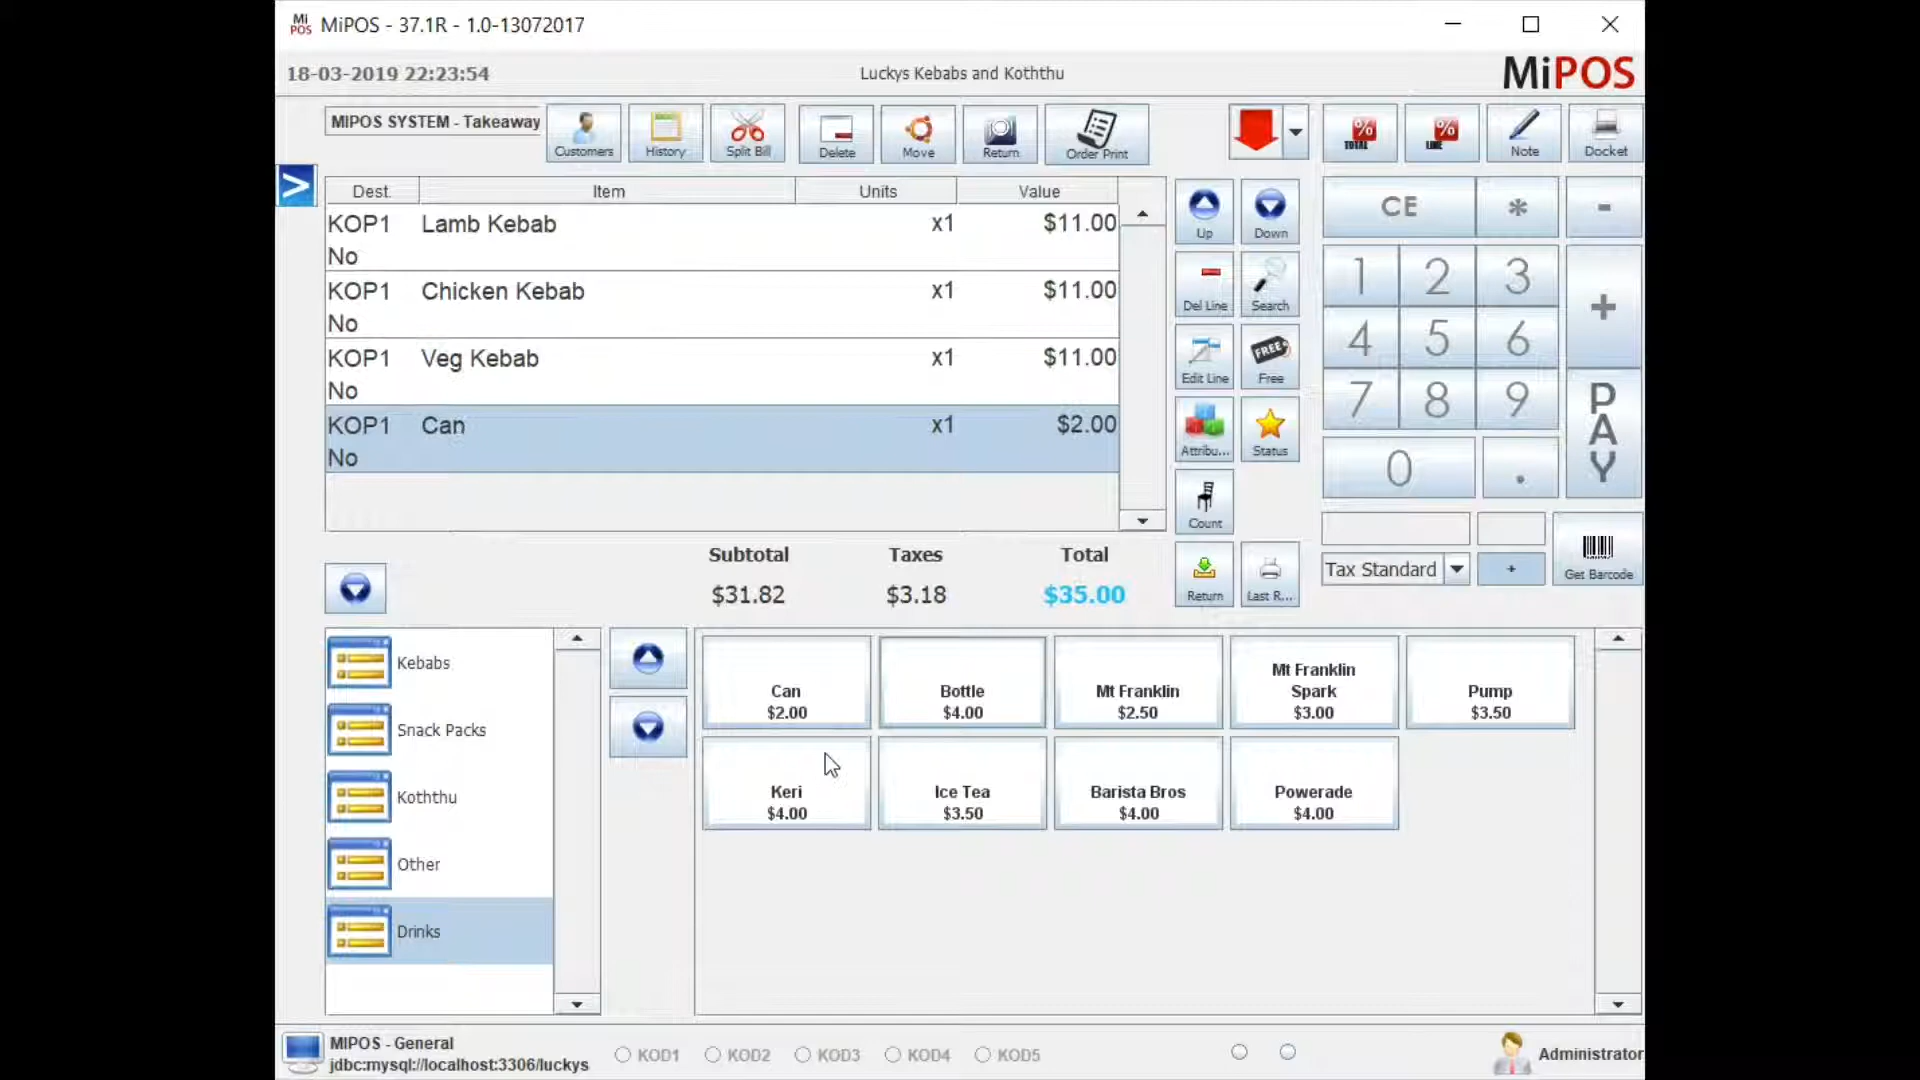 Mi
POS
MiPOS - 37.1R - 1.0-13072017
18-03-2019 22:23:54
Luckys Kebabs and Koththu
MiPOS
MIPOS SYSTEM - Takeaway
Customers
History
Split Bill
Delete
Move
Return
Order Print
% TOTAL
% LINE
Note
Docket
>
Dest.
Item
Units
Value
KOP1 Lamb Kebab x1 $11.00
No
KOP1 Chicken Kebab x1 $11.00
No
KOP1 Veg Kebab x1 $11.00
No
KOP1 Can x1 $2.00
No
Up
Down
Del Line
Search
Edit Line
FREE
Free
Attribu...
Status
Count
Return
Last R...
CE * -
1 2 3
+
4 5 6
7 8 9
PAY
0 .
Tax Standard
+
Get Barcode
Subtotal Taxes Total
$31.82 $3.18 $35.00
Kebabs
Snack Packs
Koththu
Other
Drinks
Can
$2.00
Bottle
$4.00
Mt Franklin
$2.50
Mt Franklin
Spark
$3.00
Pump
$3.50
Keri
$4.00
Ice Tea
$3.50
Barista Bros
$4.00
Powerade
$4.00
MIPOS - General
jdbc:mysql://localhost:3306/luckys
KOD1
KOD2
KOD3
KOD4
KOD5
Administrator